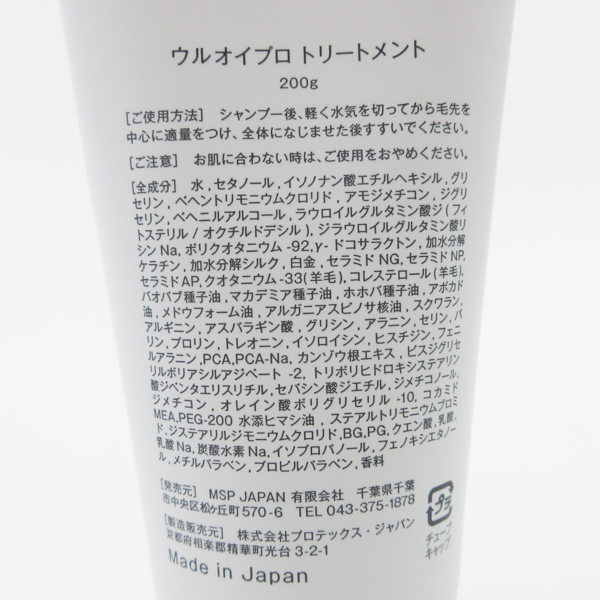 ウルオイプロ トリートメント
200g
[ご使用方法] シャンプー後、軽く水気を切ってから毛先を
中心に適量をつけ、全体になじませた後すすいでください。
[ご注意] お肌に合わない時は、ご使用をおやめください。
[全成分] 水,セタノール,イソノナン酸エチルヘキシル,グリ
セリン,ベヘントリモニウムクロリド,アモジメチコン,ジグリ
セリン,ベヘニルアルコール,ラウロイルグルタミン酸ジ(フィ
トステリル/オクチルドデシル),ジラウロイルグルタミン酸リ
シンNa,ポリクオタニウム-92,γ-ドコサラクトン,加水分解
ケラチン,加水分解シルク,白金,セラミドNG,セラミドNP,
セラミドAP,クオタニウム-33(羊毛),コレステロール(羊毛),
バオバブ種子油,マカデミア種子油,ホホバ種子油,アボカド
油,メドウフォーム油,アルガニアスピノサ核油,スクワラン,
アルギニン,アスパラギン酸,グリシン,アラニン,セリン,バ
リン,プロリン,トレオニン,イソロイシン,ヒスチジン,フェニ
ルアラニン,PCA,PCA-Na,カンゾウ根エキス,ビスジグリセ
リルポリアシルアジペート-2,トリポリヒドロキシステアリン
酸ジペンタエリスリチル,セバシン酸ジエチル,ジメチコノール,
ジメチコン,オレイン酸ポリグリセリル-10,コカミド
MEA,PEG-200 水添ヒマシ油,ステアルトリモニウムブロミ
ド,ジステアリルジモニウムクロリド,BG,PG,クエン酸,乳酸,
乳酸Na,炭酸水素Na,イソプロパノール,フェノキシエタノー
ル,メチルパラベン,プロピルパラベン,香料
[発売元] MSP JAPAN 有限会社 千葉県千葉
市中央区松ヶ丘町570-6 TEL 043-375-1878
[製造販売元] 株式会社プロテックス・ジャパン
京都府相楽郡精華町光台3-2-1
Made in Japan
プラ
チューブ
キャップ